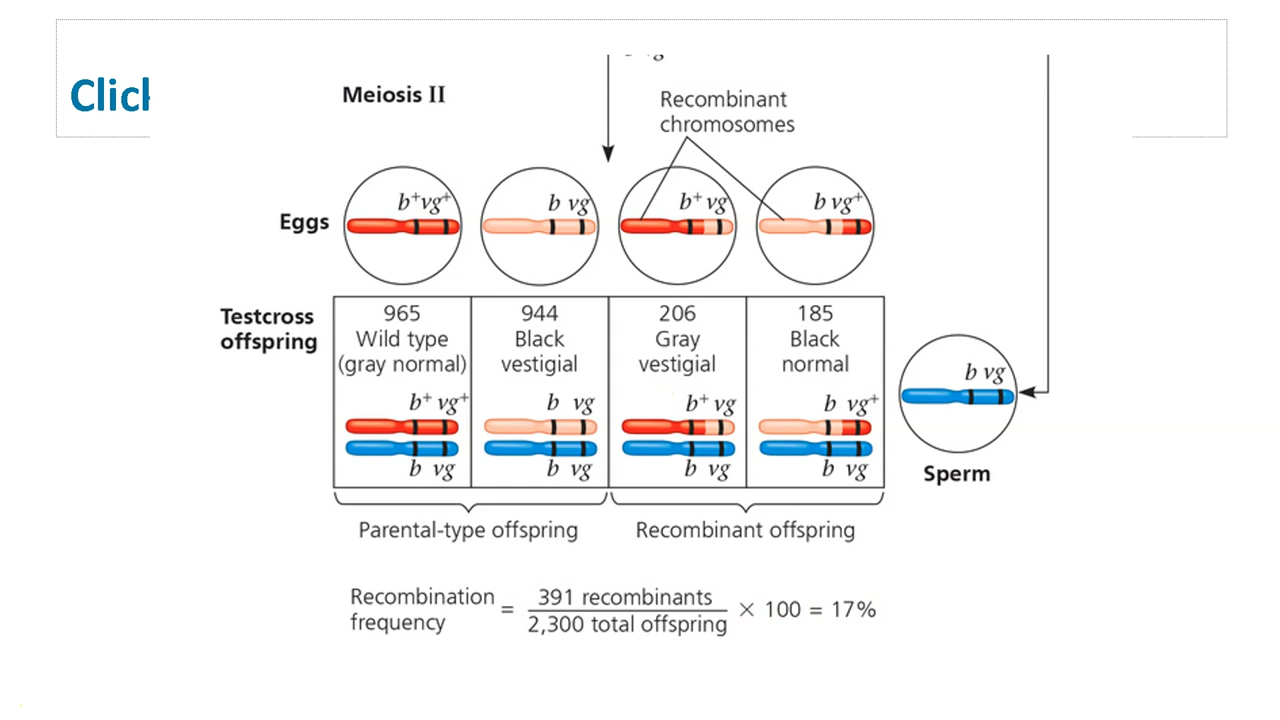 Click
Meiosis II
Recombinant
chromosomes
b⁺vg⁺
b vg
b⁺ vg
b vg⁺
Eggs
Testcross
offspring
965
Wild type
(gray normal)
944
Black
vestigial
206
Gray
vestigial
185
Black
normal
b⁺ vg⁺
b vg
b⁺ vg
b vg⁺
b vg
b vg
b vg
b vg
b vg
Sperm
Parental-type offspring
Recombinant offspring
Recombination
frequency
=
391 recombinants
2,300 total offspring
× 100 = 17%